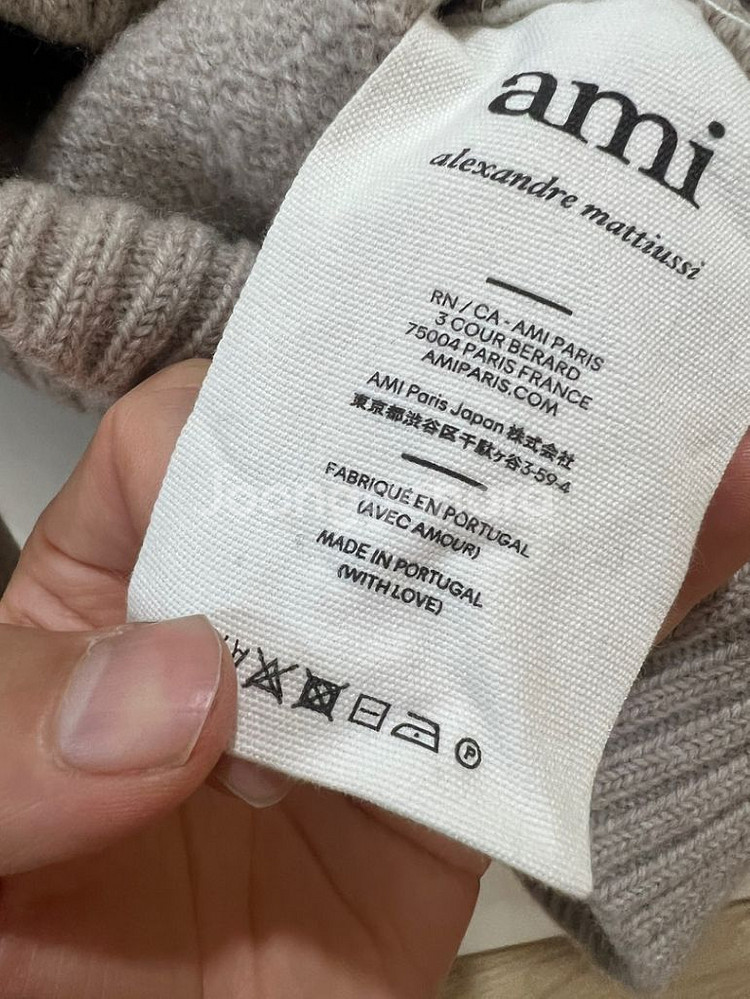 ami
alexandre mattiussi
RN / CA - AMI PARIS
3 COUR BERARD
75004 PARIS FRANCE
AMIPARIS.COM
AMI Paris Japan 株式会社
東京都渋谷区千駄ヶ谷3-59-4
FABRIQUÉ EN PORTUGAL
(AVEC AMOUR)
MADE IN PORTUGAL
(WITH LOVE)
P